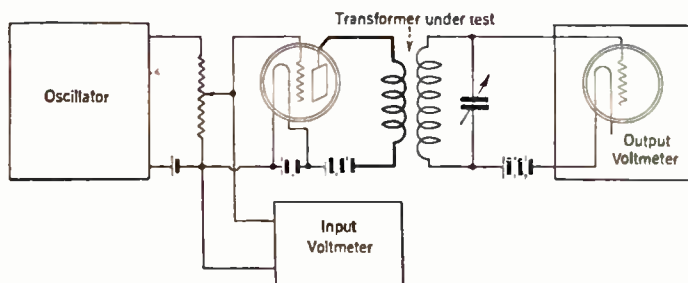 Transformer under test
Oscillator
Output
Voltmeter
Input
Voltmeter